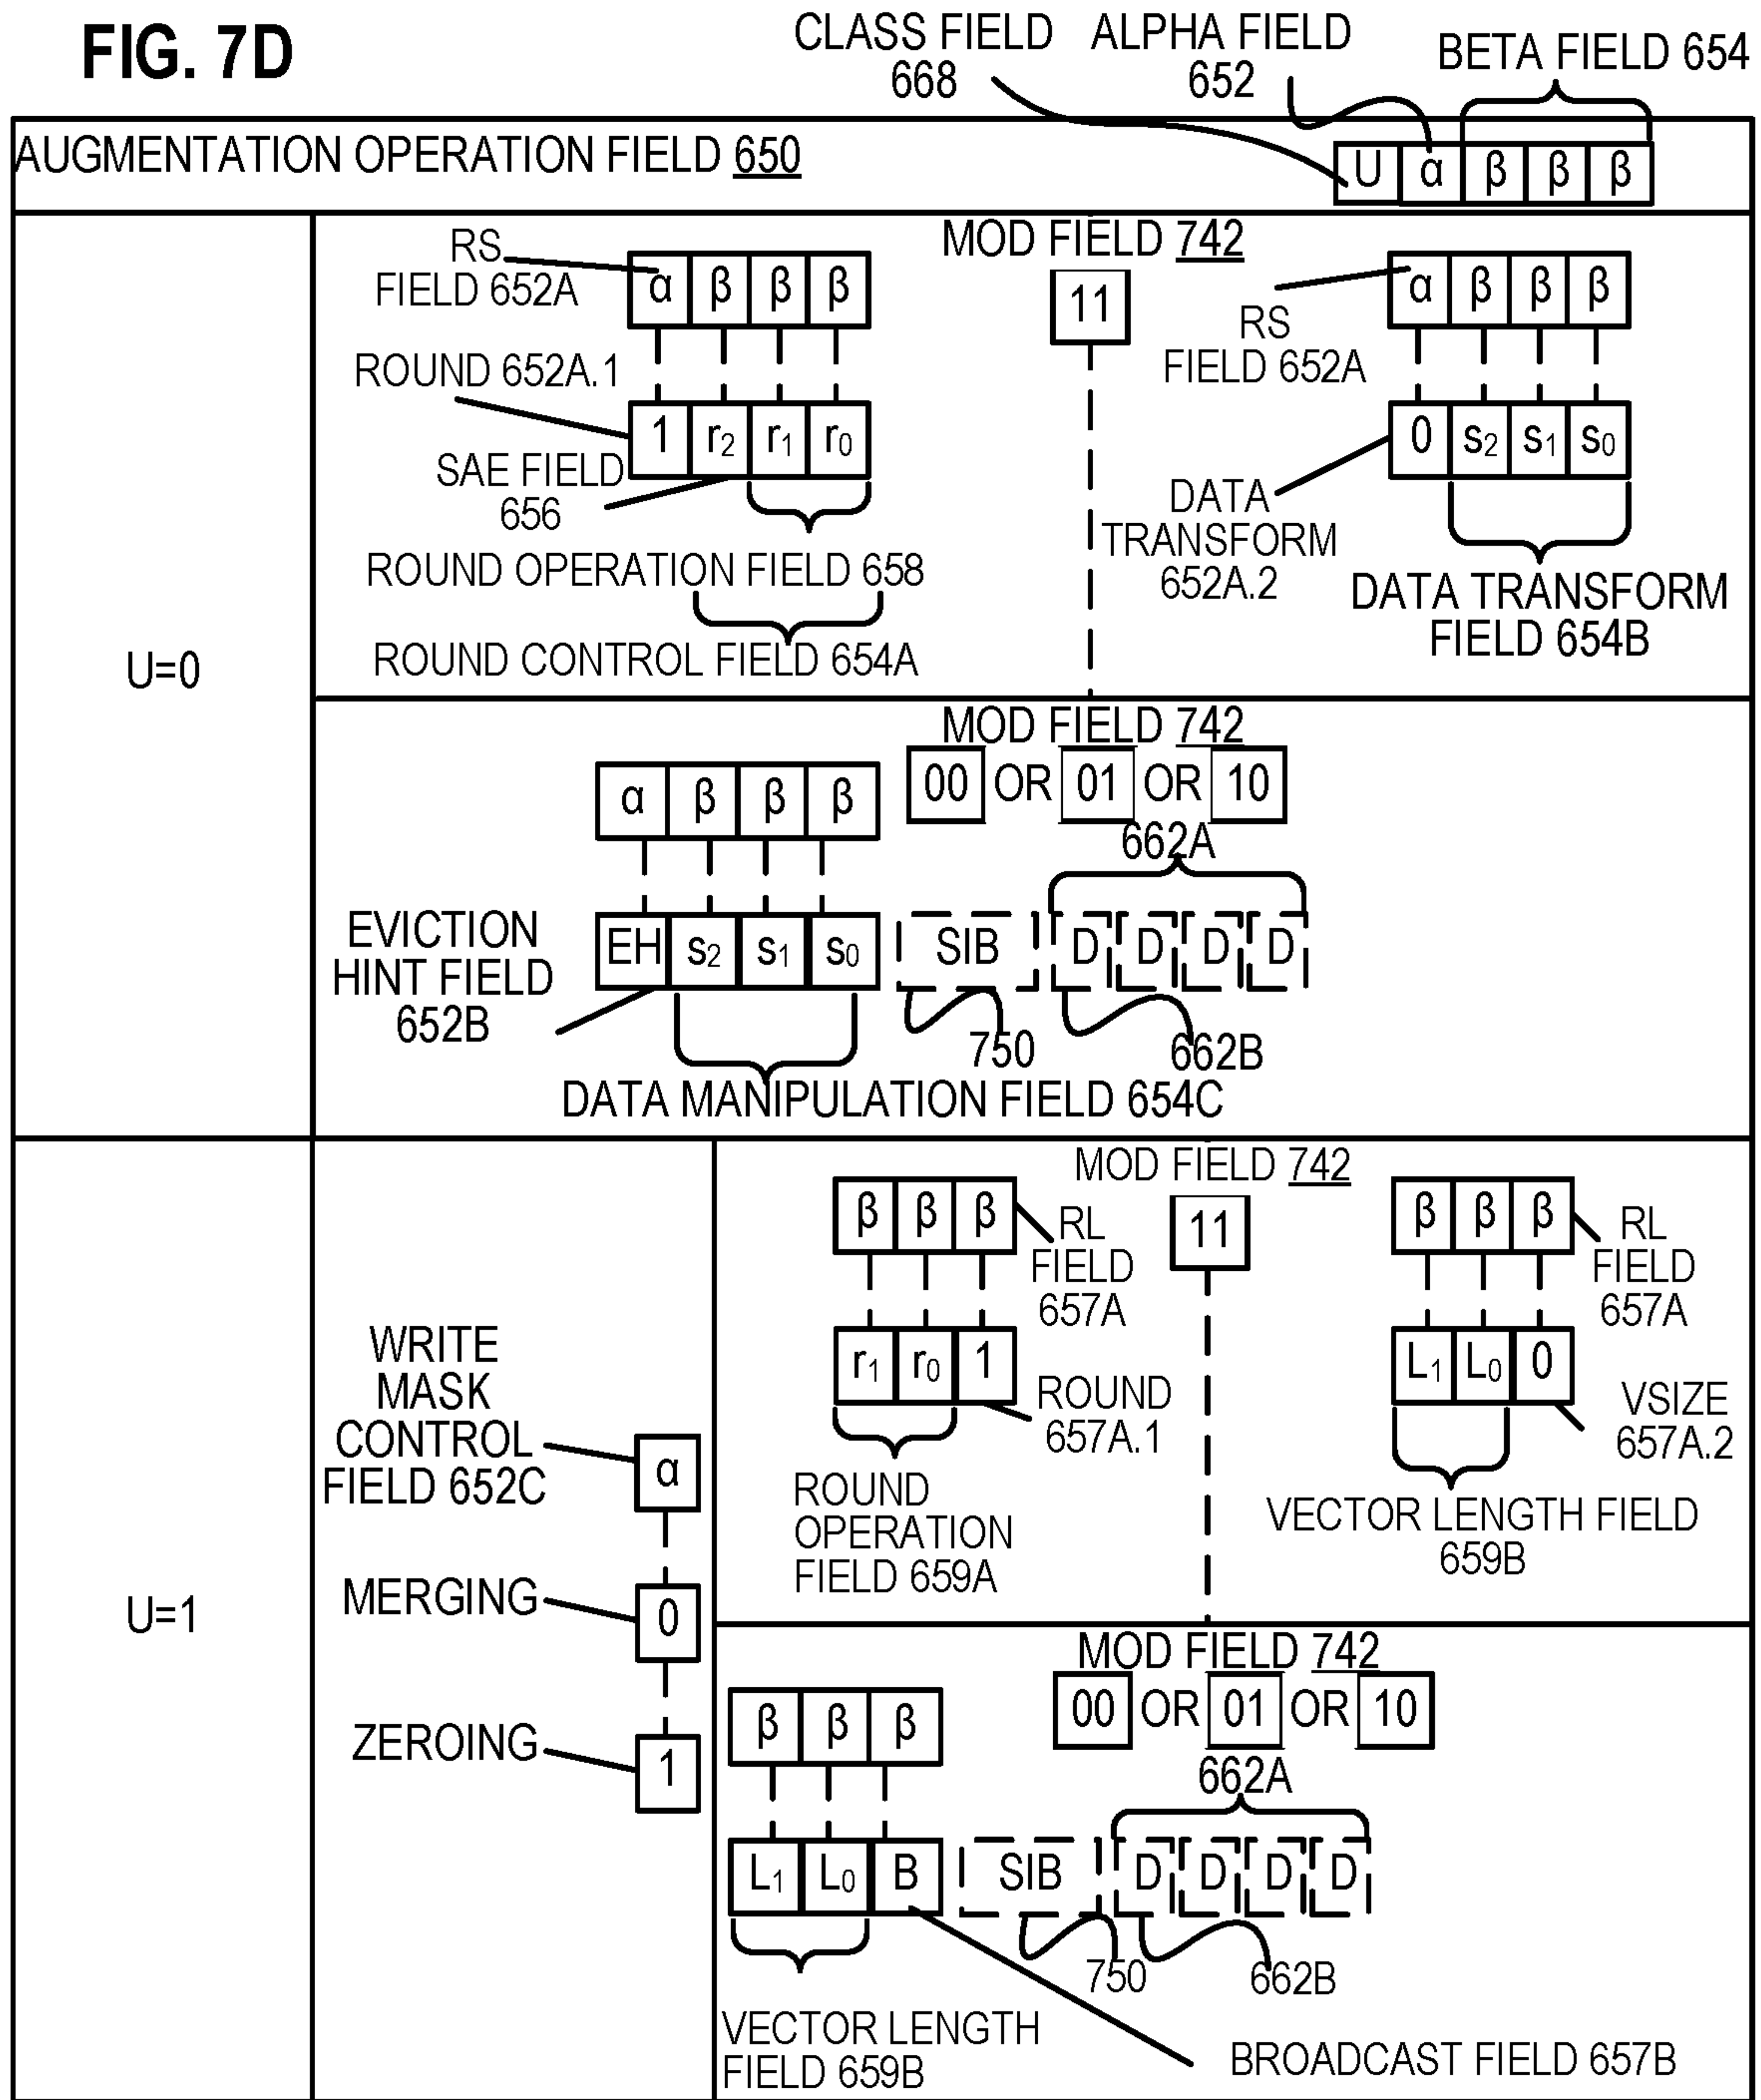 FIG. 7D
CLASS FIELD
668
ALPHA FIELD
652
BETA FIELD 654
AUGMENTATION OPERATION FIELD 650
U α β β β
U=0
MOD FIELD 742
11
RS
FIELD 652A
α β β β
ROUND 652A.1
1 r2 r1 r0
SAE FIELD
656
ROUND OPERATION FIELD 658
ROUND CONTROL FIELD 654A
α β β β
RS
FIELD 652A
0 s2 s1 s0
DATA
TRANSFORM
652A.2
DATA TRANSFORM
FIELD 654B
MOD FIELD 742
00 OR 01 OR 10
α β β β
662A
EVICTION
HINT FIELD
652B
EH s2 s1 s0 SIB D D D D
750
662B
DATA MANIPULATION FIELD 654C
U=1
WRITE
MASK
CONTROL
FIELD 652C
α
MERGING
0
ZEROING
1
MOD FIELD 742
11
β β β
RL
FIELD
657A
r1 r0 1
ROUND
657A.1
ROUND
OPERATION
FIELD 659A
β β β
RL
FIELD
657A
L1 L0 0
VSIZE
657A.2
VECTOR LENGTH FIELD
659B
MOD FIELD 742
00 OR 01 OR 10
β β β
662A
L1 L0 B SIB D D D D
750
662B
VECTOR LENGTH
FIELD 659B
BROADCAST FIELD 657B